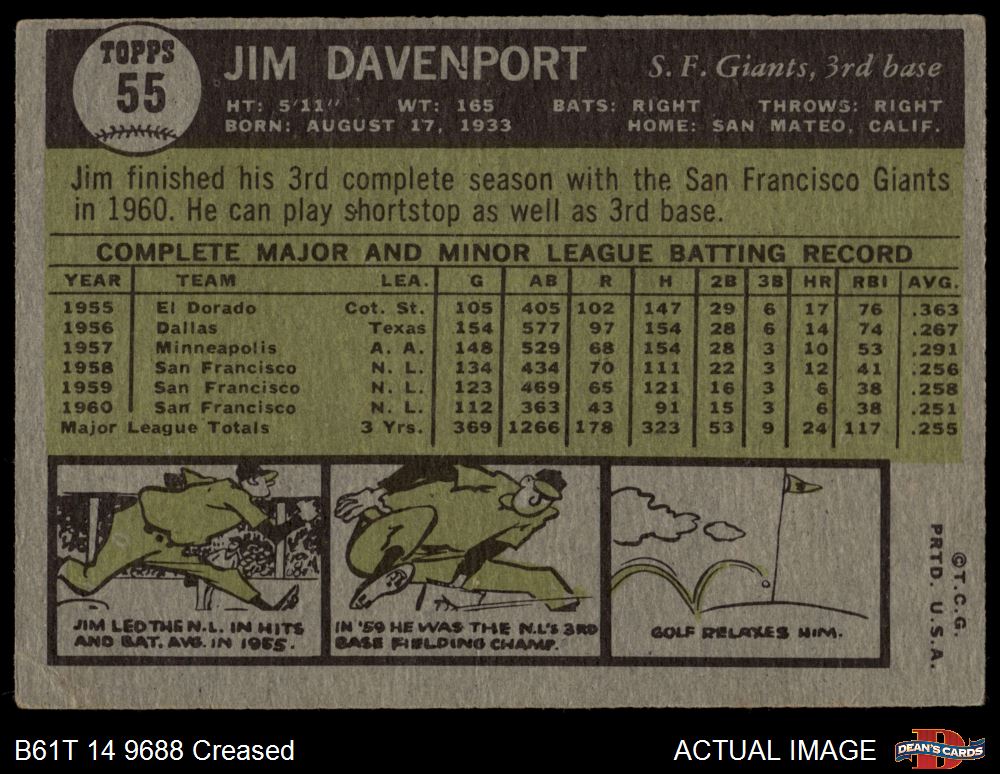 TOPPS
55
JIM DAVENPORT
S. F. Giants, 3rd base
HT: 5'11" WT: 165 BATS: RIGHT THROWS: RIGHT
BORN: AUGUST 17, 1933 HOME: SAN MATEO, CALIF.
Jim finished his 3rd complete season with the San Francisco Giants
in 1960. He can play shortstop as well as 3rd base.
COMPLETE MAJOR AND MINOR LEAGUE BATTING RECORD
YEAR TEAM LEA. G AB R H 2B 3B HR RBI AVG.
1955 El Dorado Cot. St. 105 405 102 147 29 6 17 76 .363
1956 Dallas Texas 154 577 97 154 28 6 14 74 .267
1957 Minneapolis A. A. 148 529 68 154 28 3 10 53 .291
1958 San Francisco N. L. 134 434 70 111 22 3 12 41 .256
1959 San Francisco N. L. 123 469 65 121 16 3 6 38 .258
1960 San Francisco N. L. 112 363 43 91 15 3 6 38 .251
Major League Totals 3 Yrs. 369 1266 178 323 53 9 24 117 .255
JIM LED THE N.L. IN HITS
AND BAT. AVG. IN 1955.
IN '59 HE WAS THE N.L'S 3RD
BASE FIELDING CHAMP.
GOLF RELAXES HIM.
©T.C.G.
PRTD. U.S.A.
B61T 14 9688 Creased
ACTUAL IMAGE
DEAN'S CARDS